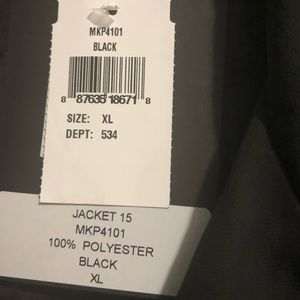 MKP4101
BLACK
8 87635 18671 8
SIZE: XL
DEPT: 534
JACKET 15
MKP4101
100% POLYESTER
BLACK
XL